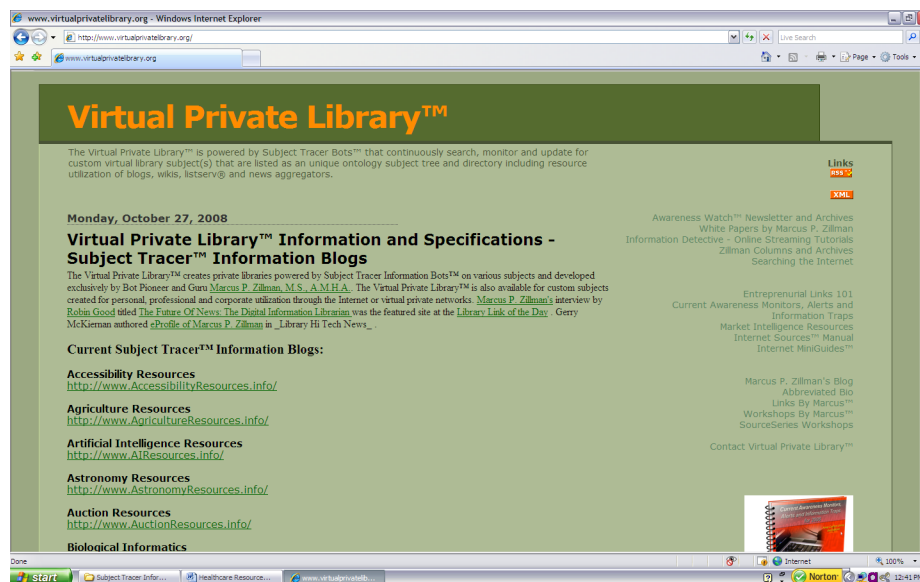 www.virtualprivatelibrary.org - Windows Internet Explorer
http://www.virtualprivatelibrary.org/
Live Search
www.virtualprivatelibrary.org
Page
Tools
Virtual Private Library™
The Virtual Private Library™ is powered by Subject Tracer Bots™ that continuously search, monitor and update for
custom virtual library subject(s) that are listed as an unique ontology subject tree and directory including resource
utilization of blogs, wikis, listserv® and news aggregators.
Links
RSS
XML
Monday, October 27, 2008
Virtual Private Library™ Information and Specifications -
Subject Tracer™ Information Blogs
The Virtual Private Library™ creates private libraries powered by Subject Tracer Information Bots™ on various subjects and developed
exclusively by Bot Pioneer and Guru Marcus P. Zillman, M.S., A.M.H.A. . The Virtual Private Library™ is also available for custom subjects
created for personal, professional and corporate utilization through the Internet or virtual private networks. Marcus P. Zillman's interview by
Robin Good titled The Future Of News: The Digital Information Librarian was the featured site at the Library Link of the Day . Gerry
McKiernan authored eProfile of Marcus P. Zillman in _Library Hi Tech News_ .
Current Subject Tracer™ Information Blogs:
Accessibility Resources
http://www.AccessibilityResources.info/
Agriculture Resources
http://www.AgricultureResources.info/
Artificial Intelligence Resources
http://www.AIResources.info/
Astronomy Resources
http://www.AstronomyResources.info/
Auction Resources
http://www.AuctionResources.info/
Biological Informatics
Awareness Watch™ Newsletter and Archives
White Papers by Marcus P. Zillman
Information Detective - Online Streaming Tutorials
Zillman Columns and Archives
Searching the Internet
Entreprenurial Links 101
Current Awareness Monitors, Alerts and
Information Traps
Market Intelligence Resources
Internet Sources™ Manual
Internet MiniGuides™
Marcus P. Zillman's Blog
Abbreviated Bio
Links By Marcus™
Workshops By Marcus™
SourceSeries Workshops
Contact Virtual Private Library™
Current Awareness Monitors,
Alerts and Information Traps
Done
Internet
100%
start
Subject Tracer Infor...
Healthcare Resource...
www.virtualprivatelib...
Norton
12:41 PM